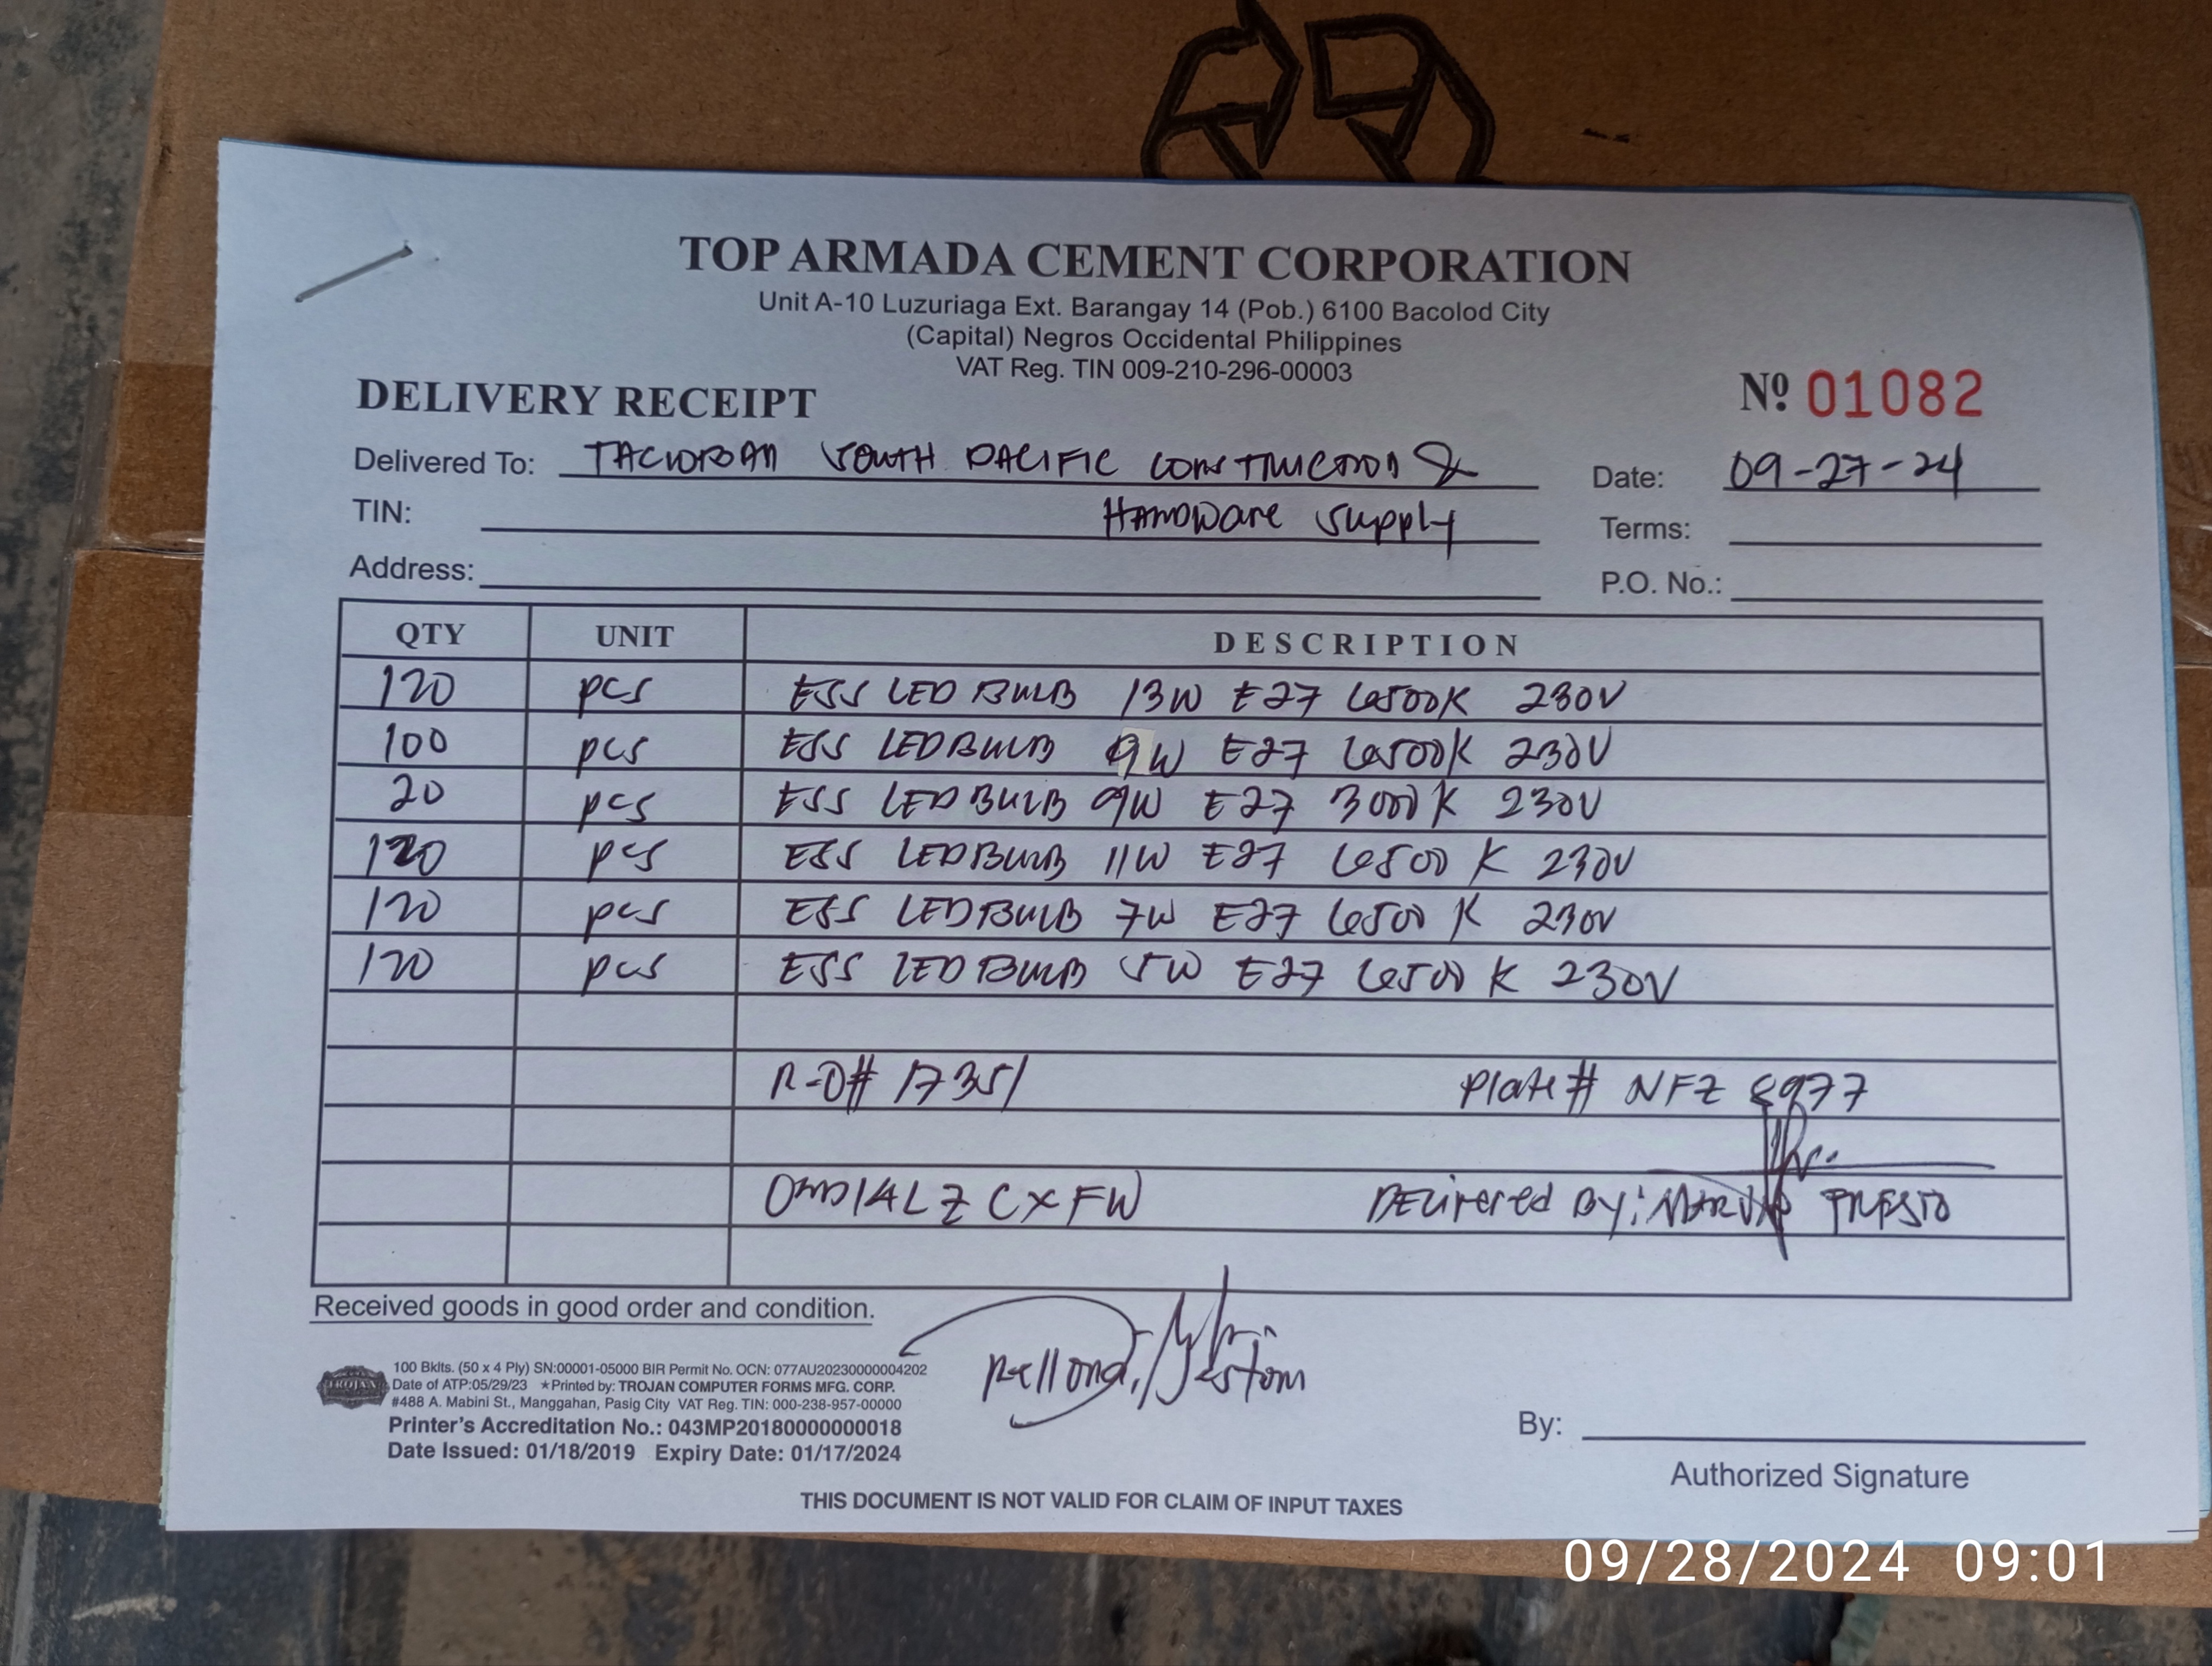 TOP ARMADA CEMENT CORPORATION
Unit A-10 Luzuriaga Ext. Barangay 14 (Pob.) 6100 Bacolod City
(Capital) Negros Occidental Philippines
VAT Reg. TIN 009-210-296-00003
DELIVERY RECEIPT
Nº 01082
Delivered To: TACLOBAN SOUTH PACIFIC CONSTRUCTION &
Date: 09-27-24
TIN: HARDWARE SUPPLY
Terms:
Address:
P.O. No.:
QTY UNIT DESCRIPTION
120 pcs ESS LED BULB 13W E27 6500K 230V
100 pcs ESS LED BULB 9W E27 6500K 230V
20 pcs ESS LED BULB 9W E27 3000K 230V
120 pcs ESS LED BULB 11W E27 6500K 230V
120 pcs ESS LED BULB 7W E27 6500K 230V
120 pcs ESS LED BULB 5W E27 6500K 230V
R-O# 17351 Plate# NFZ 8977
Delivered By:
Received goods in good order and condition.
TROJAN
100 Bklts. (50 x 4 Ply) SN:00001-05000 BIR Permit No. OCN: 077AU20230000004202
Date of ATP:05/29/23 ★Printed by: TROJAN COMPUTER FORMS MFG. CORP.
#488 A. Mabini St., Manggahan, Pasig City VAT Reg. TIN: 000-238-957-00000
Printer's Accreditation No.: 043MP20180000000018
Date Issued: 01/18/2019 Expiry Date: 01/17/2024
By:
Authorized Signature
THIS DOCUMENT IS NOT VALID FOR CLAIM OF INPUT TAXES
09/28/2024 09:01